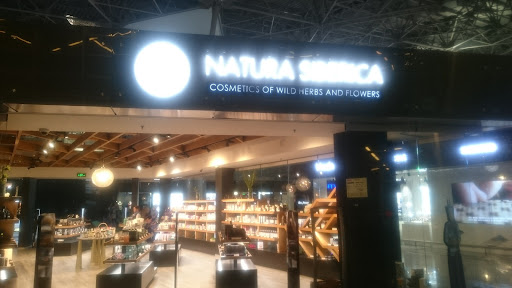 NATURA SIBERICA
COSMETICS OF WILD HERBS AND FLOWERS